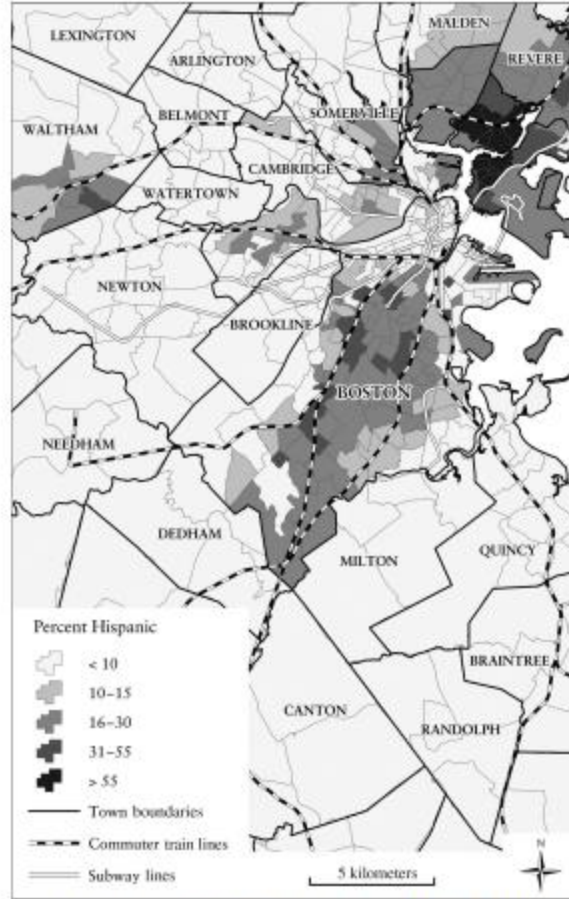 MALDEN
LEXINGTON
REVERE
ARLINGTON
SOMERVILLE
BELMONT
WALTHAM
CAMBRIDGE
WATERTOWN
NEWTON
BROOKLINE
BOSTON
NEEDHAM
DEDHAM
MILTON
QUINCY
BRAINTREE
CANTON
RANDOLPH
Percent Hispanic
< 10
10–15
16–30
31–55
> 55
Town boundaries
Commuter train lines
Subway lines
5 kilometers
N